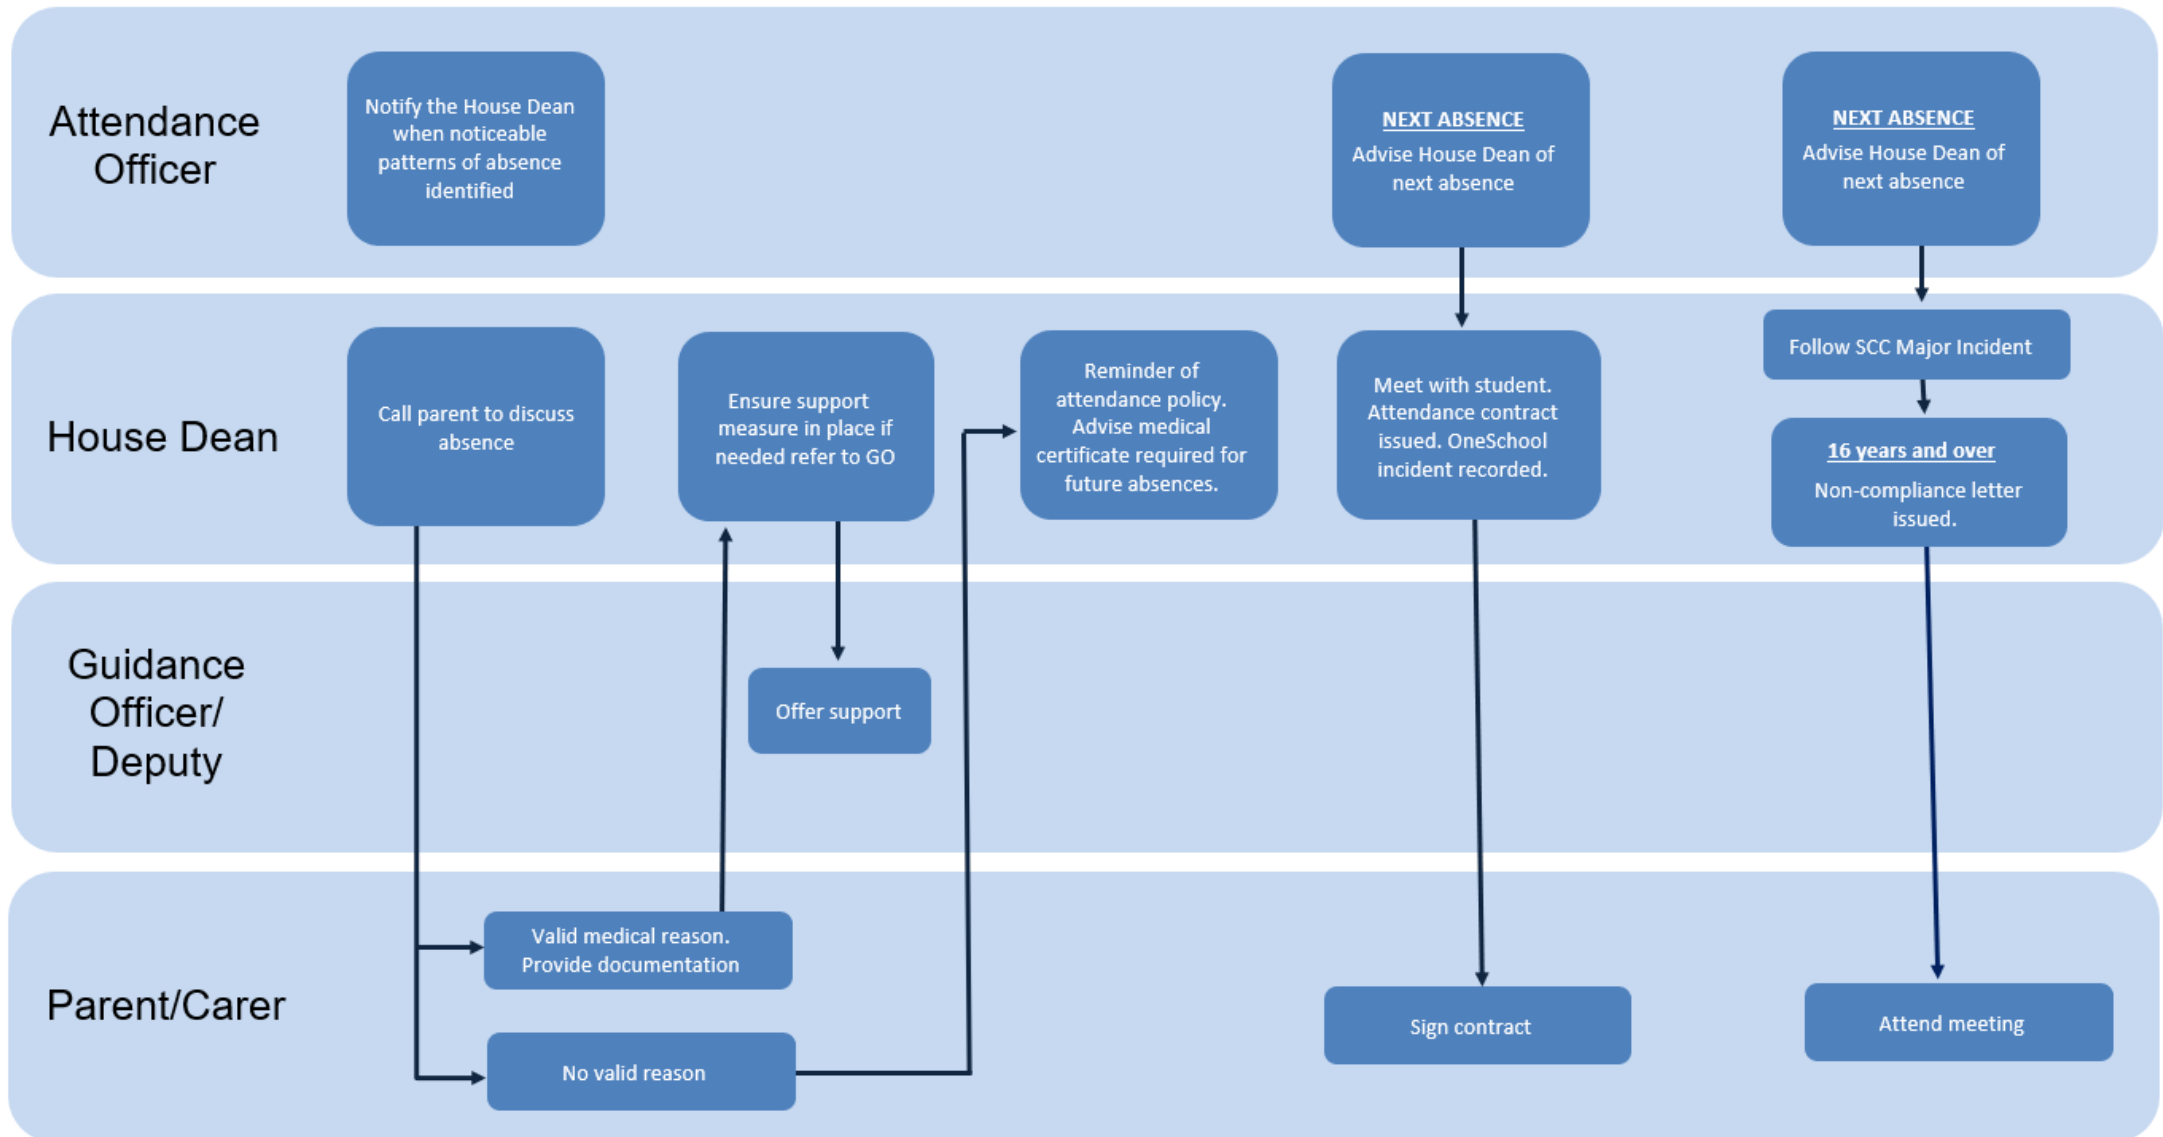 Attendance
Officer
Notify the House Dean
when noticeable
patterns of absence
identified
NEXT ABSENCE
Advise House Dean of
next absence
NEXT ABSENCE
Advise House Dean of
next absence
House Dean
Call parent to discuss
absence
Ensure support
measure in place if
needed refer to GO
Reminder of
attendance policy.
Advise medical
certificate required for
future absences.
Meet with student.
Attendance contract
issued. OneSchool
incident recorded.
Follow SCC Major Incident
16 years and over
Non-compliance letter
issued.
Guidance
Officer/
Deputy
Offer support
Parent/Carer
Valid medical reason.
Provide documentation
No valid reason
Sign contract
Attend meeting